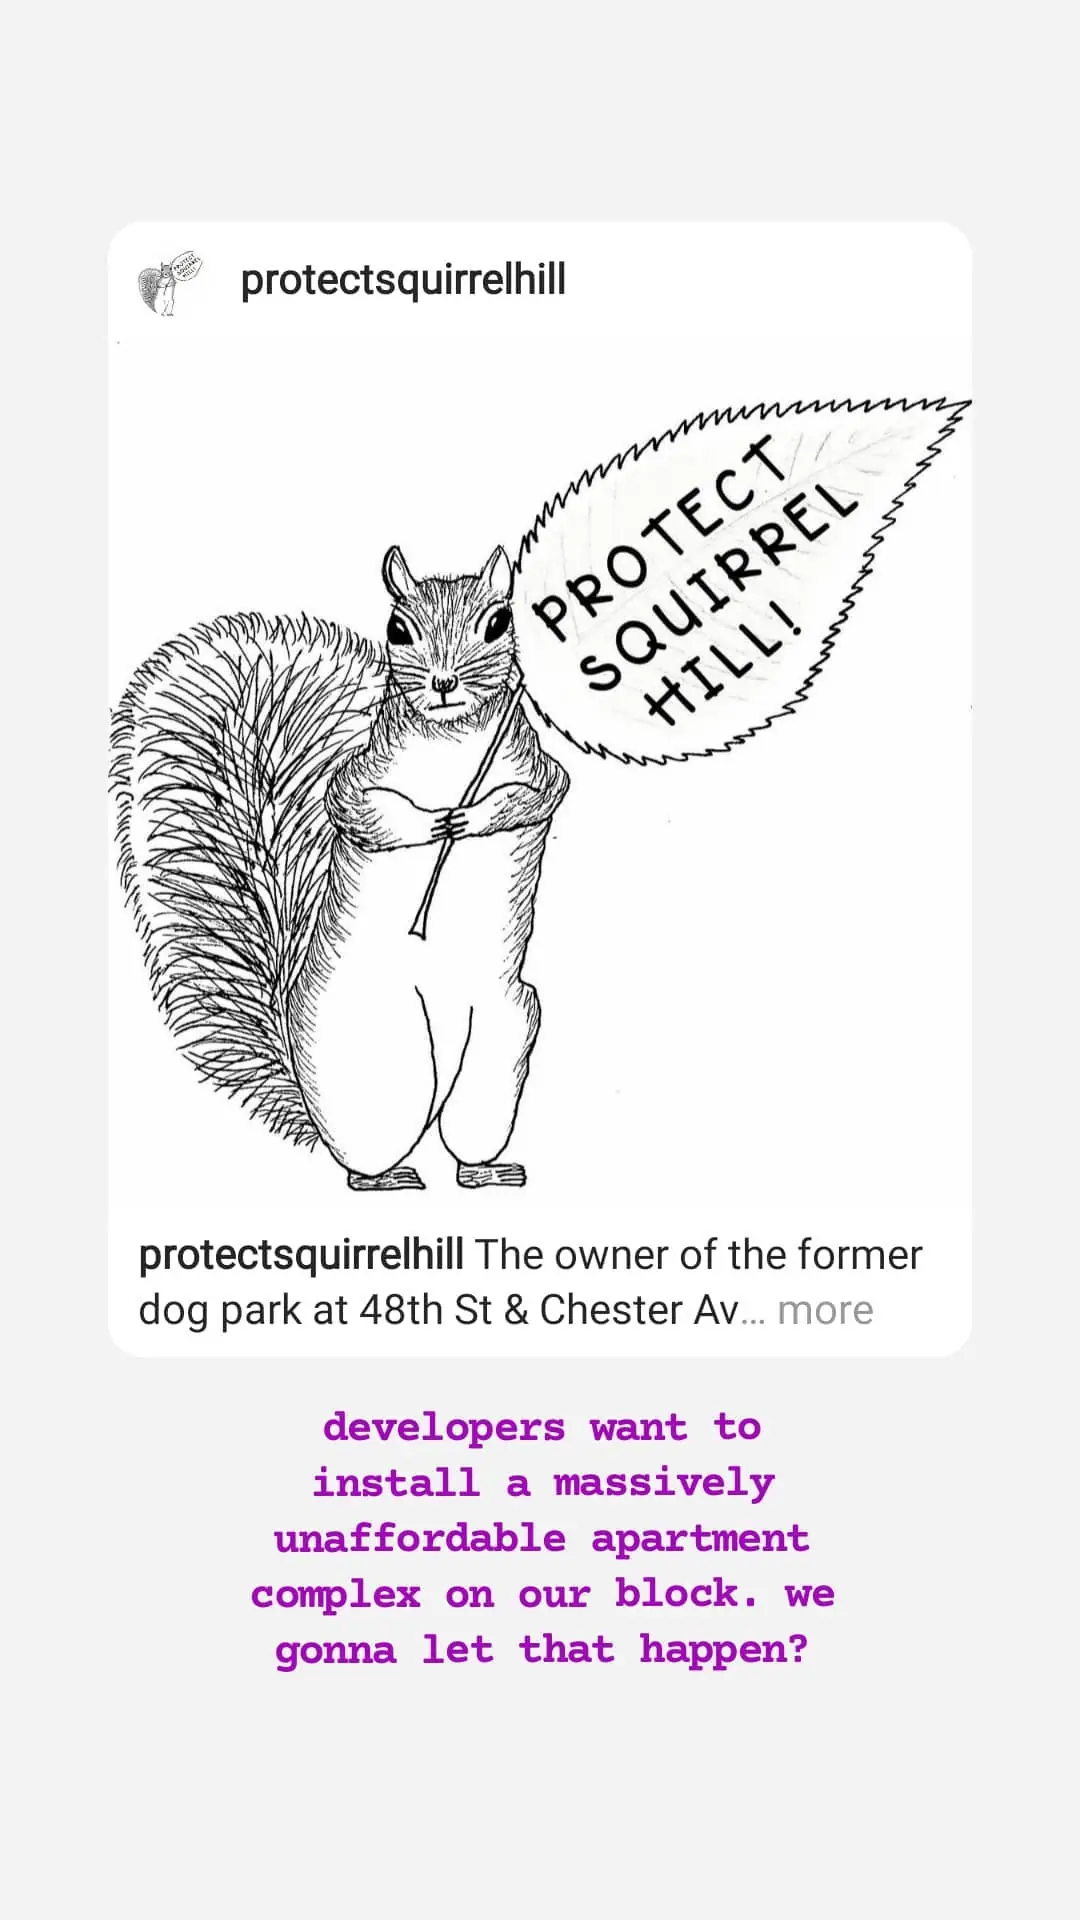 protectsquirrelhill
PROTECT
SQUIRREL
HILL!
protectsquirrelhill The owner of the former
dog park at 48th St & Chester Av... more
developers want to
install a massively
unaffordable apartment
complex on our block. we
gonna let that happen?